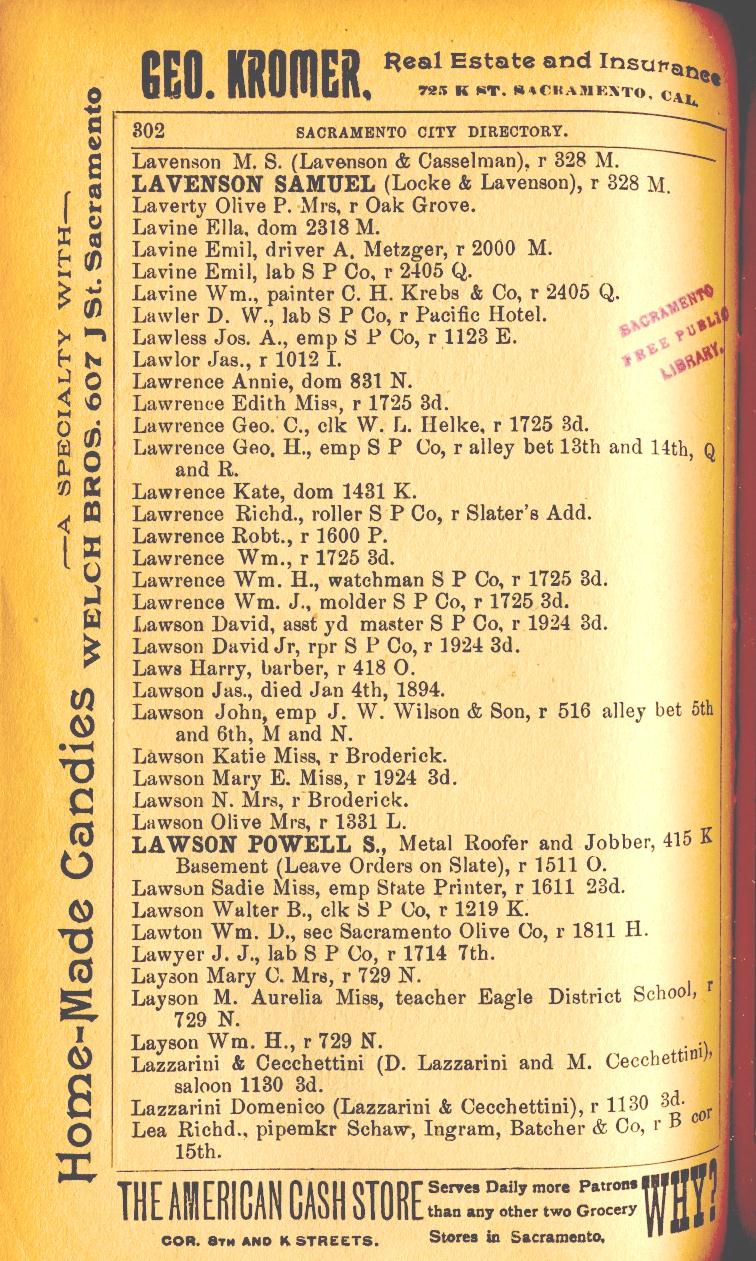 GEO. KROMER, Real Estate and Insurance
725 K ST. SACRAMENTO, CAL.
302 SACRAMENTO CITY DIRECTORY.
Lavenson M. S. (Lavenson & Casselman), r 328 M.
LAVENSON SAMUEL (Locke & Lavenson), r 328 M.
Laverty Olive P. Mrs, r Oak Grove.
Lavine Ella, dom 2318 M.
Lavine Emil, driver A. Metzger, r 2000 M.
Lavine Emil, lab S P Co, r 2405 Q.
Lavine Wm., painter C. H. Krebs & Co, r 2405 Q.
Lawler D. W., lab S P Co, r Pacific Hotel.
Lawless Jos. A., emp S P Co, r 1123 E.
Lawlor Jas., r 1012 I.
Lawrence Annie, dom 831 N.
Lawrence Edith Miss, r 1725 3d.
Lawrence Geo. C., clk W. L. Helke, r 1725 3d.
Lawrence Geo. H., emp S P Co, r alley bet 13th and 14th, Q
and R.
Lawrence Kate, dom 1431 K.
Lawrence Richd., roller S P Co, r Slater's Add.
Lawrence Robt., r 1600 P.
Lawrence Wm., r 1725 3d.
Lawrence Wm. H., watchman S P Co, r 1725 3d.
Lawrence Wm. J., molder S P Co, r 1725 3d.
Lawson David, asst yd master S P Co, r 1924 3d.
Lawson David Jr, rpr S P Co, r 1924 3d.
Laws Harry, barber, r 418 O.
Lawson Jas., died Jan 4th, 1894.
Lawson John, emp J. W. Wilson & Son, r 516 alley bet 5th
and 6th, M and N.
Lawson Katie Miss, r Broderick.
Lawson Mary E. Miss, r 1924 3d.
Lawson N. Mrs, r Broderick.
Lawson Olive Mrs, r 1331 L.
LAWSON POWELL S., Metal Roofer and Jobber, 415 K
Basement (Leave Orders on Slate), r 1511 O.
Lawson Sadie Miss, emp State Printer, r 1611 23d.
Lawson Walter B., clk S P Co, r 1219 K.
Lawton Wm. D., sec Sacramento Olive Co, r 1811 H.
Lawyer J. J., lab S P Co, r 1714 7th.
Layson Mary C. Mrs, r 729 N.
Layson M. Aurelia Miss, teacher Eagle District School, r
729 N.
Layson Wm. H., r 729 N.
Lazzarini & Cecchettini (D. Lazzarini and M. Cecchettini),
saloon 1130 3d.
Lazzarini Domenico (Lazzarini & Cecchettini), r 1130 3d.
Lea Richd., pipemkr Schaw, Ingram, Batcher & Co, r B cor
15th.
SACRAMENTO
FREE PUBLIC
LIBRARY.
Home-Made Candies
—A SPECIALTY WITH—
WELCH BROS. 607 J St. Sacramento
THE AMERICAN CASH STORE
COR. 8TH AND K STREETS.
Serves Daily more Patrons
than any other two Grocery
Stores in Sacramento,
WHY?